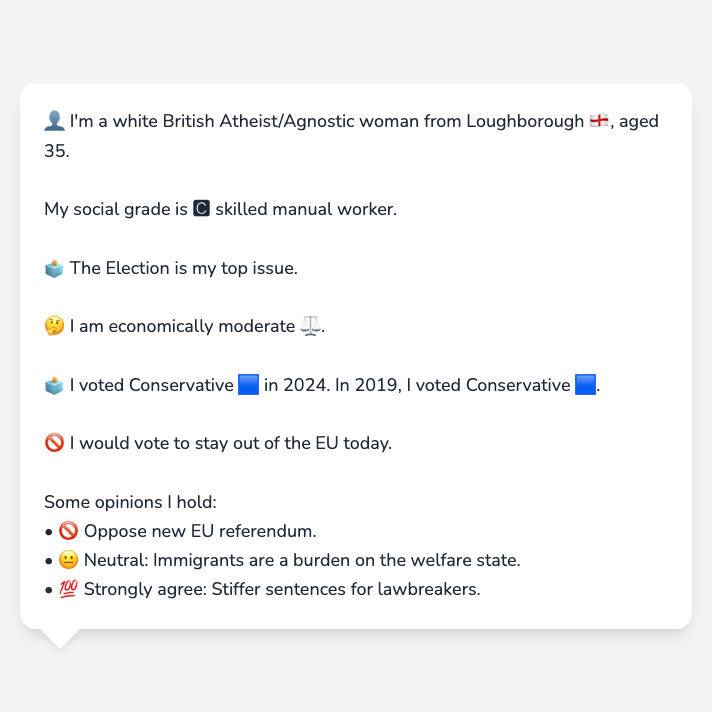 👤 I'm a white British Atheist/Agnostic woman from Loughborough 🏴󠁧󠁢󠁥󠁮󠁧󠁿, aged
35.
My social grade is 🅲 skilled manual worker.
🗳️ The Election is my top issue.
🤔 I am economically moderate ⚖️.
🗳️ I voted Conservative 🟦 in 2024. In 2019, I voted Conservative 🟦.
🚫 I would vote to stay out of the EU today.
Some opinions I hold:
• 🚫 Oppose new EU referendum.
• 😐 Neutral: Immigrants are a burden on the welfare state.
• 💯 Strongly agree: Stiffer sentences for lawbreakers.